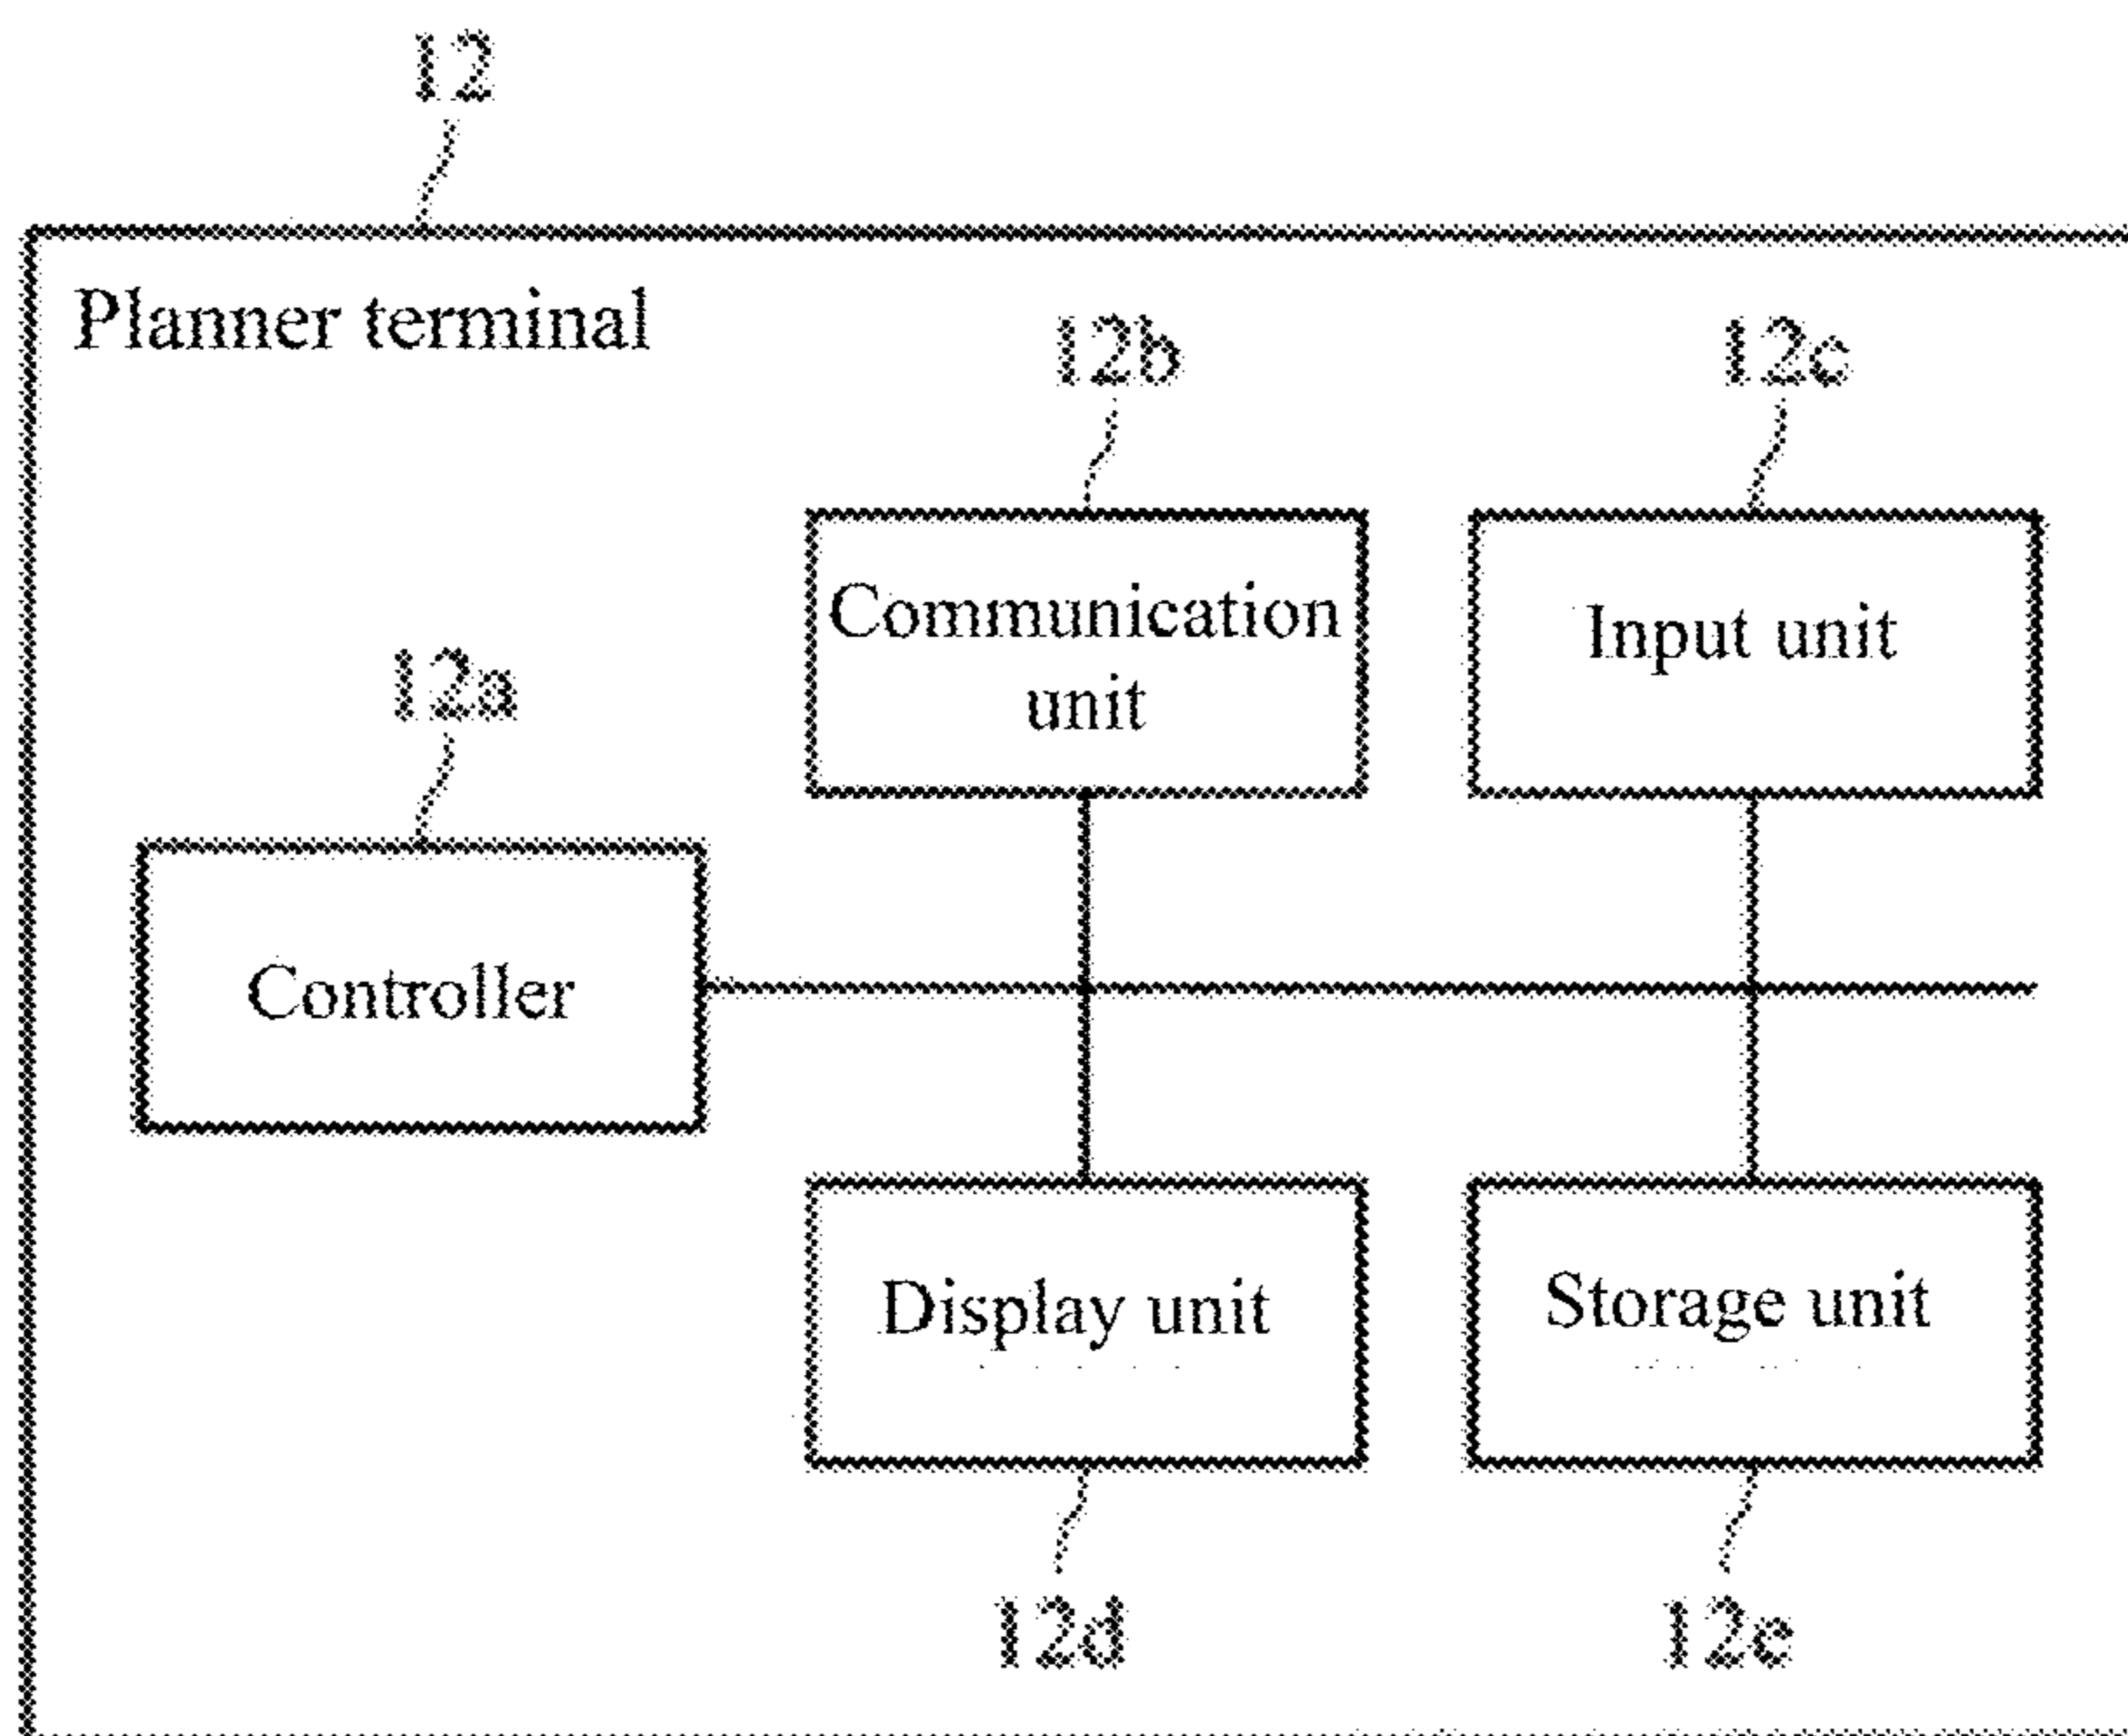 12
Planner terminal
12b
12c
Communication
unit
Input unit
12a
Controller
Display unit
Storage unit
12d
12e